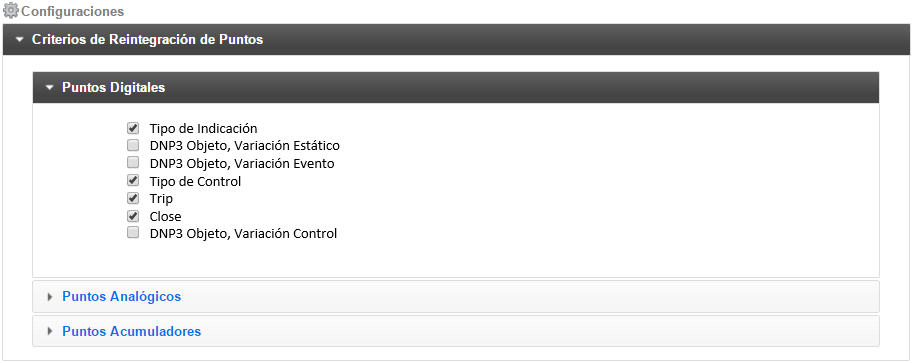 Configuraciones
Criterios de Reintegración de Puntos
Puntos Digitales
Tipo de Indicación
DNP3 Objeto, Variación Estático
DNP3 Objeto, Variación Evento
Tipo de Control
Trip
Close
DNP3 Objeto, Variación Control
Puntos Analógicos
Puntos Acumuladores